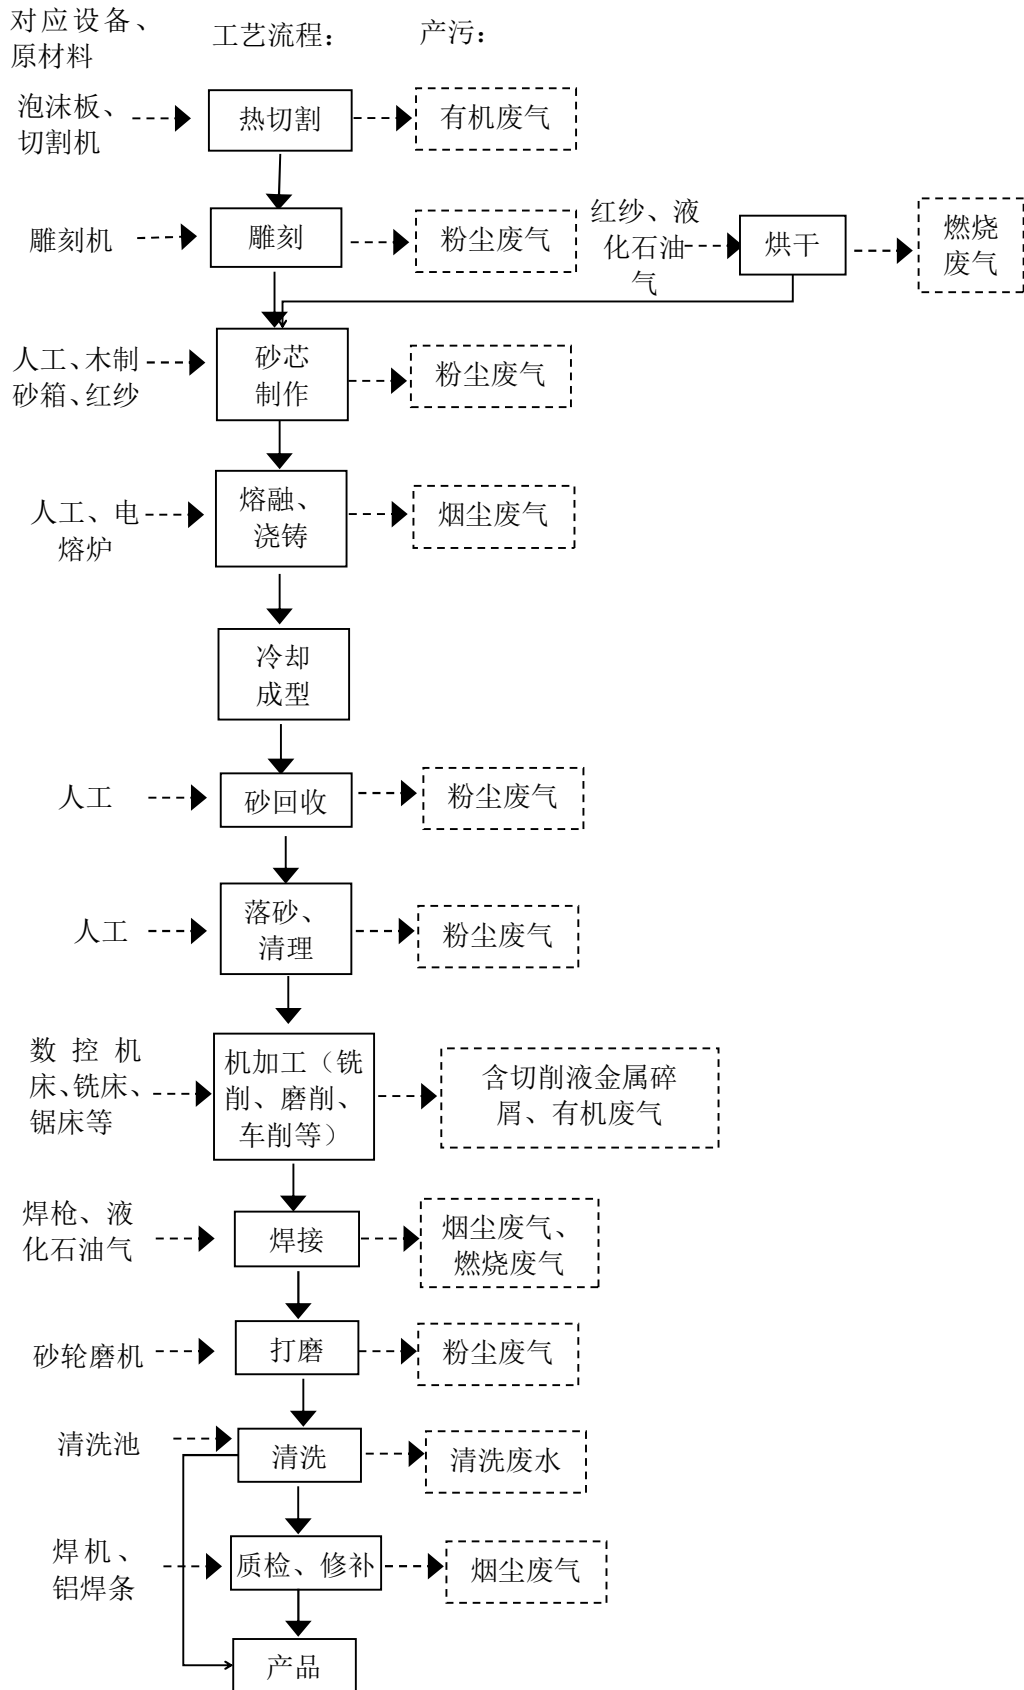 对应设备、
原材料
工艺流程：
产污：
泡沫板、
切割机
热切割
有机废气
雕刻机
雕刻
粉尘废气
红纱、液
化石油
气
烘干
燃烧
废气
人工、木制
砂箱、红纱
砂芯
制作
粉尘废气
人工、电
熔炉
熔融、
浇铸
烟尘废气
冷却
成型
人工
砂回收
粉尘废气
人工
落砂、
清理
粉尘废气
数控机
床、铣床、
锯床等
机加工（铣
削、磨削、
车削等）
含切削液金属碎
屑、有机废气
焊枪、液
化石油气
焊接
烟尘废气、
燃烧废气
砂轮磨机
打磨
粉尘废气
清洗池
清洗
清洗废水
焊机、
铝焊条
质检、修补
烟尘废气
产品